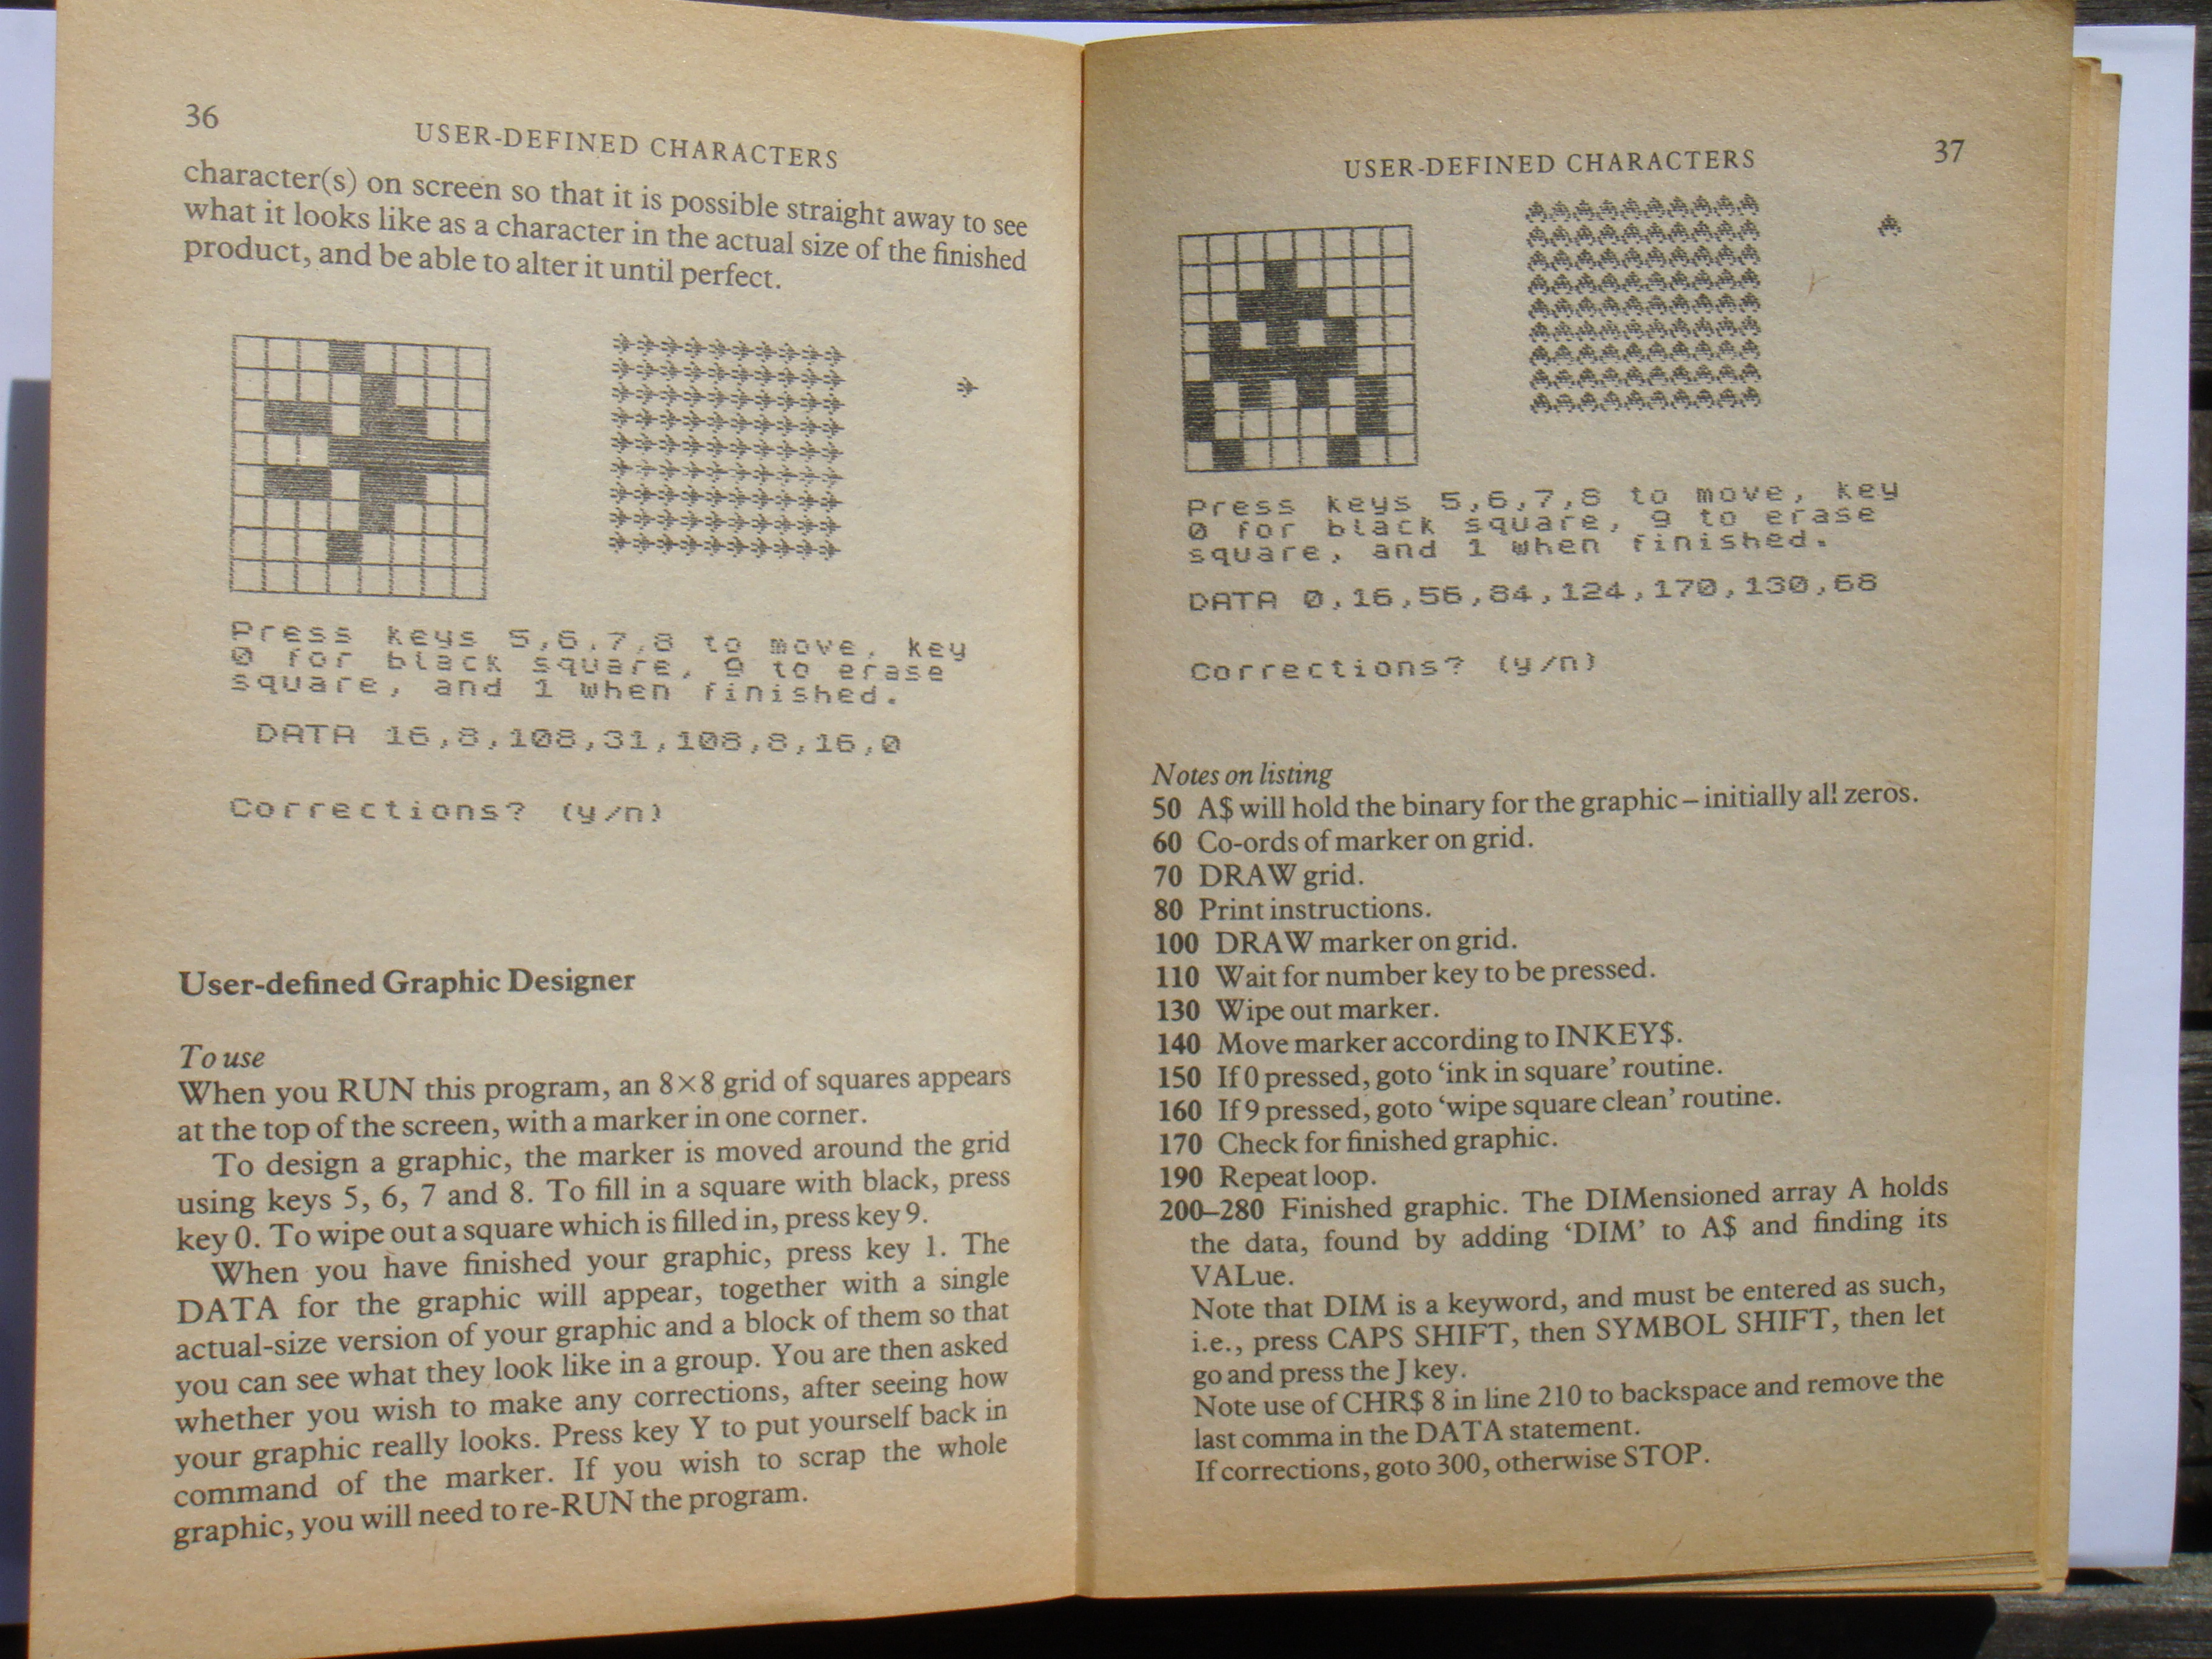 36
USER-DEFINED CHARACTERS
character(s) on screen so that it is possible straight away to see
what it looks like as a character in the actual size of the finished
product, and be able to alter it until perfect.
Press keys 5,6,7,8 to move, key
0 for black square, 9 to erase
square, and 1 when finished.
DATA 16,8,108,31,108,8,16,0
Corrections? (y/n)
User-defined Graphic Designer
To use
When you RUN this program, an 8×8 grid of squares appears
at the top of the screen, with a marker in one corner.
To design a graphic, the marker is moved around the grid
using keys 5, 6, 7 and 8. To fill in a square with black, press
key 0. To wipe out a square which is filled in, press key 9.
When you have finished your graphic, press key 1. The
DATA for the graphic will appear, together with a single
actual-size version of your graphic and a block of them so that
you can see what they look like in a group. You are then asked
whether you wish to make any corrections, after seeing how
your graphic really looks. Press key Y to put yourself back in
command of the marker. If you wish to scrap the whole
graphic, you will need to re-RUN the program.
USER-DEFINED CHARACTERS
37
Press keys 5,6,7,8 to move, key
0 for black square, 9 to erase
square, and 1 when finished.
DATA 0,16,56,84,124,170,130,68
Corrections? (y/n)
Notes on listing
50 A$ will hold the binary for the graphic – initially all zeros.
60 Co-ords of marker on grid.
70 DRAW grid.
80 Print instructions.
100 DRAW marker on grid.
110 Wait for number key to be pressed.
130 Wipe out marker.
140 Move marker according to INKEY$.
150 If 0 pressed, goto ‘ink in square’ routine.
160 If 9 pressed, goto ‘wipe square clean’ routine.
170 Check for finished graphic.
190 Repeat loop.
200–280 Finished graphic. The DIMensioned array A holds
the data, found by adding ‘DIM’ to A$ and finding its
VALue.
Note that DIM is a keyword, and must be entered as such,
i.e., press CAPS SHIFT, then SYMBOL SHIFT, then let
go and press the J key.
Note use of CHR$ 8 in line 210 to backspace and remove the
last comma in the DATA statement.
If corrections, goto 300, otherwise STOP.